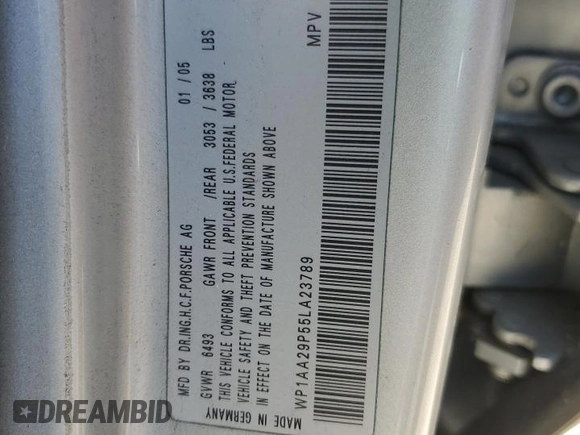 MFD BY DR.ING.H.C.F.PORSCHE AG 01/05
GVWR 6493 GAWR FRONT /REAR 3053 / 3638 LBS
THIS VEHICLE CONFORMS TO ALL APPLICABLE U.S.FEDERAL MOTOR
VEHICLE SAFETY AND THEFT PREVENTION STANDARDS
IN EFFECT ON THE DATE OF MANUFACTURE SHOWN ABOVE
WP1AA29P55LA23789 MPV
MADE IN GERMANY
DREAMBID